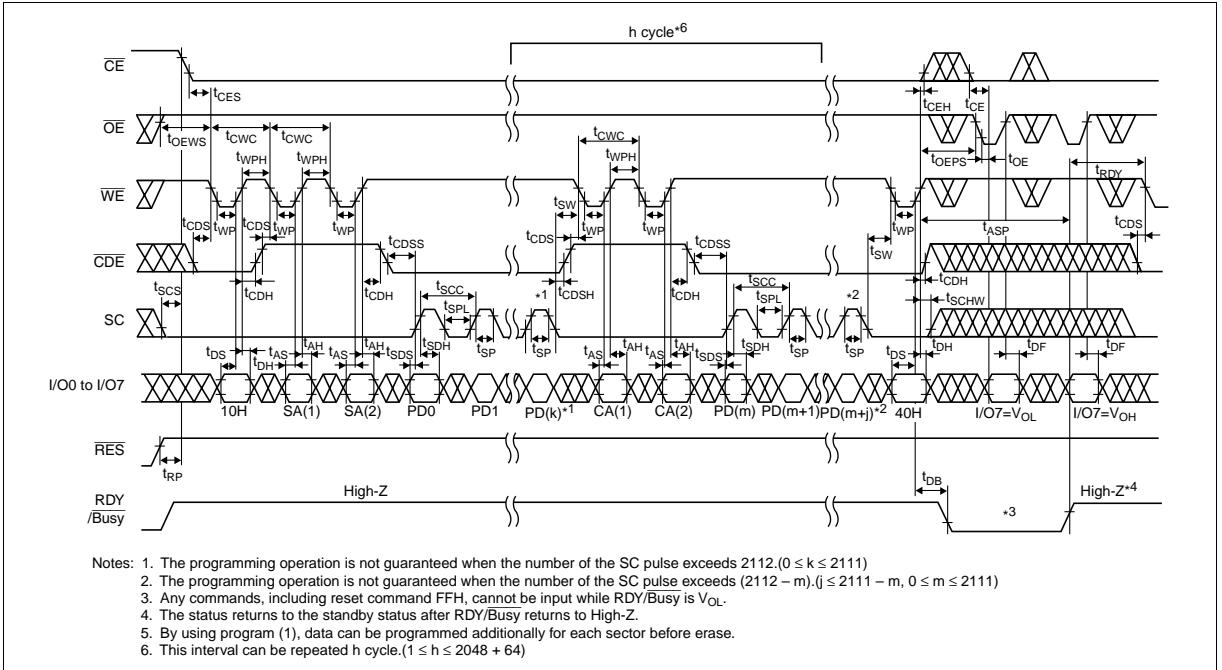 h cycle*6
CE
tCES
tCEH
tCE
OE
tOEWS
tCWC
tCWC
tCWC
tOEPS
tOE
tWPH
tWPH
tWPH
tRDY
WE
tCDS
tWP
tCDS
tWP
tWP
tSW
tCDS
tWP
tWP
tSW
tWP
tASP
tCDS
CDE
tCDSS
tCDSS
tSCS
tCDH
tCDH
tSCC
*1
tCDSH
tCDH
tSCC
*2
tCDH
tSCHW
SC
tSPL
tSPL
tDS
tDH
tAS
tAH
tAS
tAH
tSDS
tSDH
tSP
tSP
tAS
tAH
tAS
tAH
tSDS
tSDH
tSP
tSP
tDS
tDH
tDF
tDF
I/O0 to I/O7
10H
SA(1)
SA(2)
PD0
PD1
PD(k)*1
CA(1)
CA(2)
PD(m)
PD(m+1)
PD(m+j)*2
40H
I/O7=VOL
I/O7=VOH
RES
tRP
RDY
/Busy
High-Z
tDB
*3
High-Z*4
Notes: 1. The programming operation is not guaranteed when the number of the SC pulse exceeds 2112.(0 ≤ k ≤ 2111)
2. The programming operation is not guaranteed when the number of the SC pulse exceeds (2112 – m).(j ≤ 2111 – m, 0 ≤ m ≤ 2111)
3. Any commands, including reset command FFH, cannot be input while RDY/Busy is VOL.
4. The status returns to the standby status after RDY/Busy returns to High-Z.
5. By using program (1), data can be programmed additionally for each sector before erase.
6. This interval can be repeated h cycle.(1 ≤ h ≤ 2048 + 64)